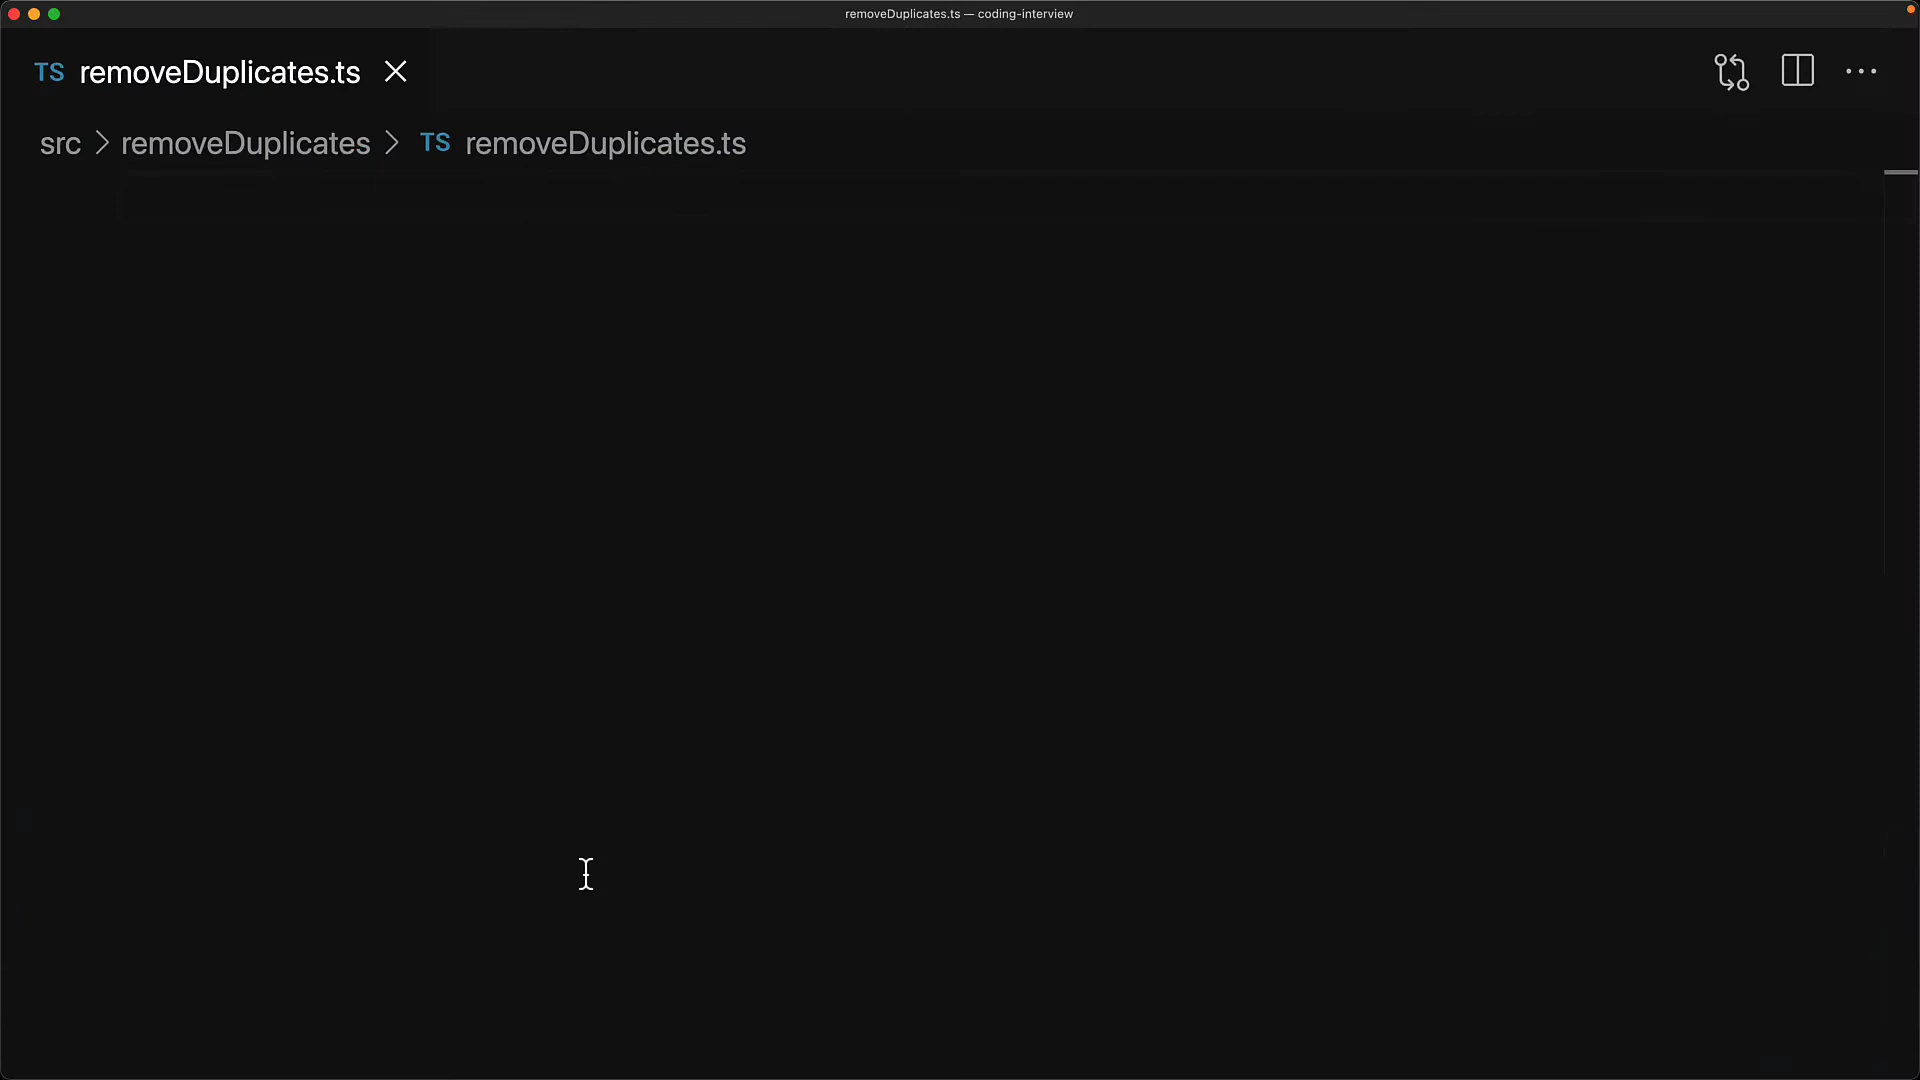 removeDuplicates.ts — coding-interview
TS removeDuplicates.ts
src > removeDuplicates > TS removeDuplicates.ts